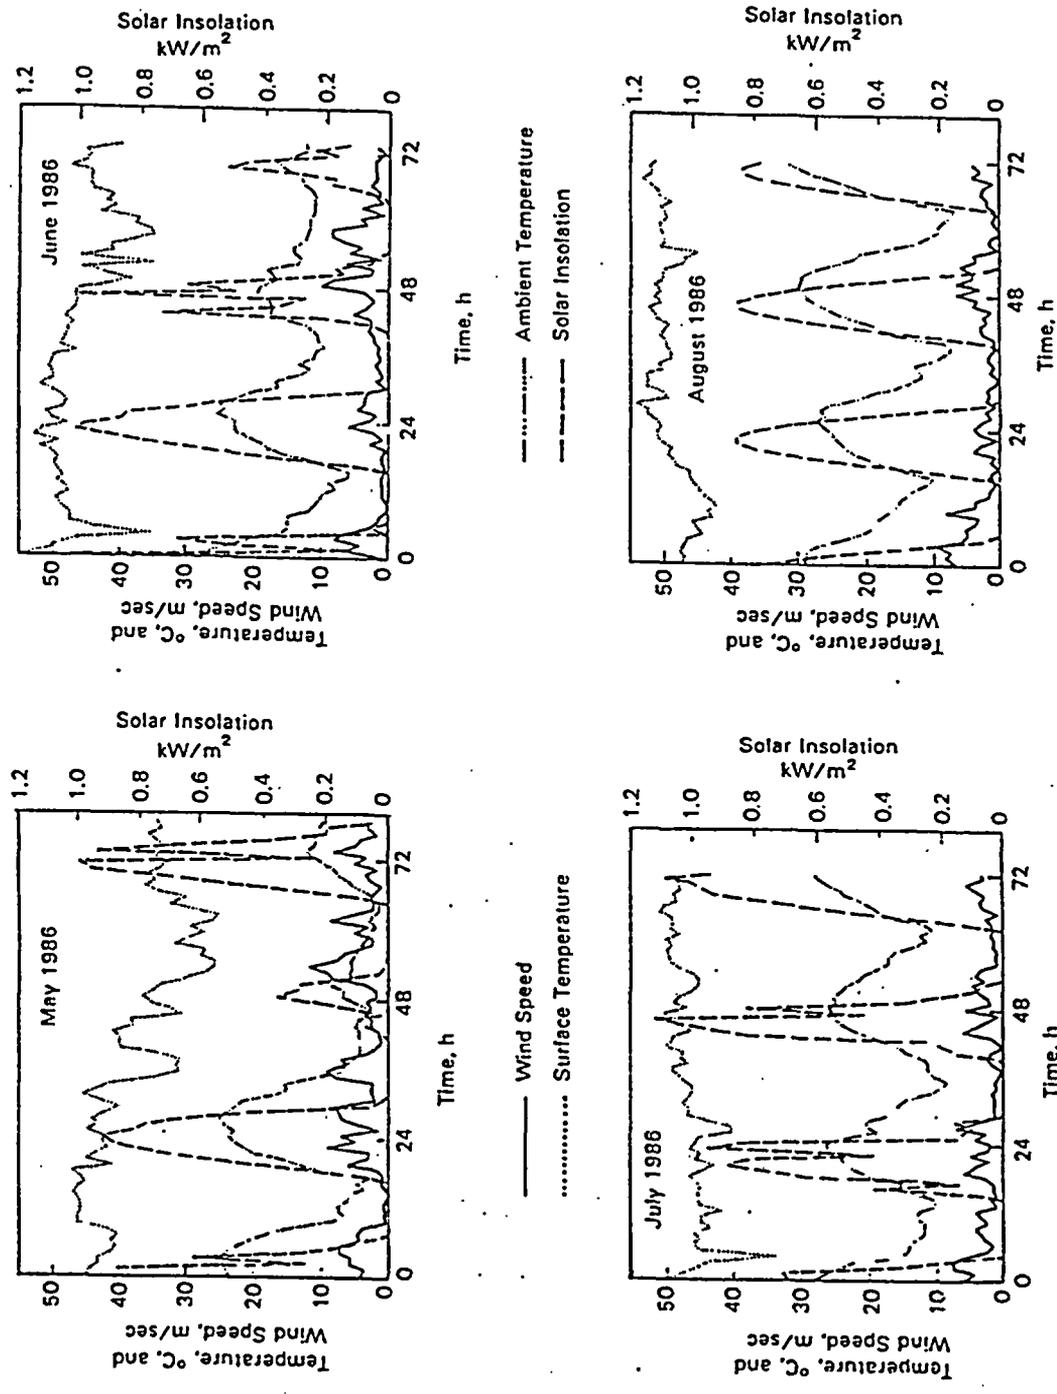 Solar Insolation
kW/m2
1.2
1.0
0.8
0.6
0.4
0.2
0
May 1986
50
40
30
20
10
0
Temperature, °C, and
Wind Speed, m/sec
0
24
48
72
Time, h
Solar Insolation
kW/m2
1.2
1.0
0.8
0.6
0.4
0.2
0
June 1986
50
40
30
20
10
0
Temperature, °C, and
Wind Speed, m/sec
0
24
48
72
Time, h
Wind Speed
Surface Temperature
Ambient Temperature
Solar Insolation
Solar Insolation
kW/m2
1.2
1.0
0.8
0.6
0.4
0.2
0
July 1986
50
40
30
20
10
0
Temperature, °C, and
Wind Speed, m/sec
0
24
48
72
Time, h
Solar Insolation
kW/m2
1.2
1.0
0.8
0.6
0.4
0.2
0
August 1986
50
40
30
20
10
0
Temperature, °C, and
Wind Speed, m/sec
0
24
48
72
Time, h